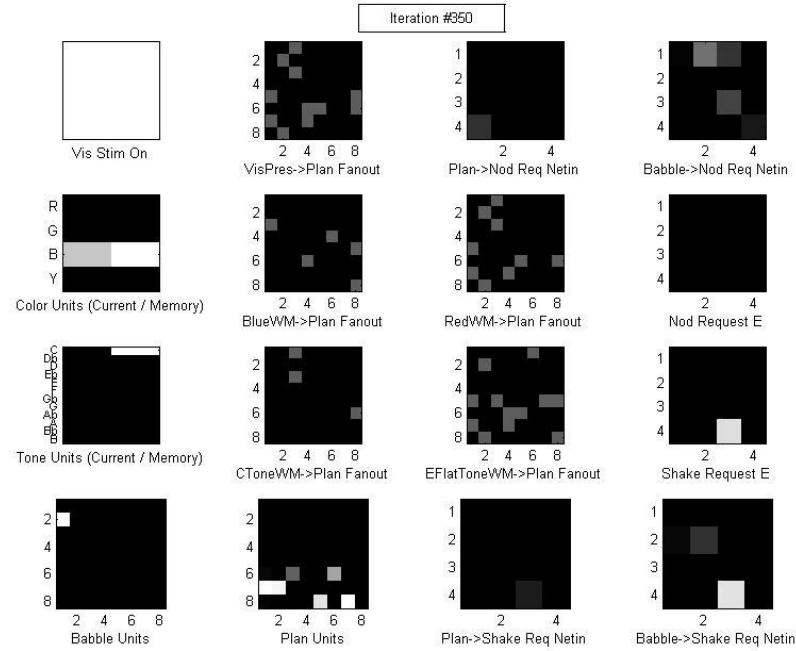 Iteration #350
2
4
6
8
2 4 6 8
1
2
3
4
2 4
1
2
3
4
2 4
Vis Stim On
VisPres->Plan Fanout
Plan->Nod Req Netin
Babble->Nod Req Netin
R
G
B
Y
2
4
6
8
2 4 6 8
2
4
6
8
2 4 6 8
1
2
3
4
2 4
Color Units (Current / Memory)
BlueWM->Plan Fanout
RedWM->Plan Fanout
Nod Request E
C
Db
D
Eb
E
F
Gb
G
Ab
A
Bb
B
2
4
6
8
2 4 6 8
2
4
6
8
2 4 6 8
1
2
3
4
2 4
Tone Units (Current / Memory)
CToneWM->Plan Fanout
EFlatToneWM->Plan Fanout
Shake Request E
2
4
6
8
2 4 6 8
2
4
6
8
2 4 6 8
1
2
3
4
2 4
1
2
3
4
2 4
Babble Units
Plan Units
Plan->Shake Req Netin
Babble->Shake Req Netin